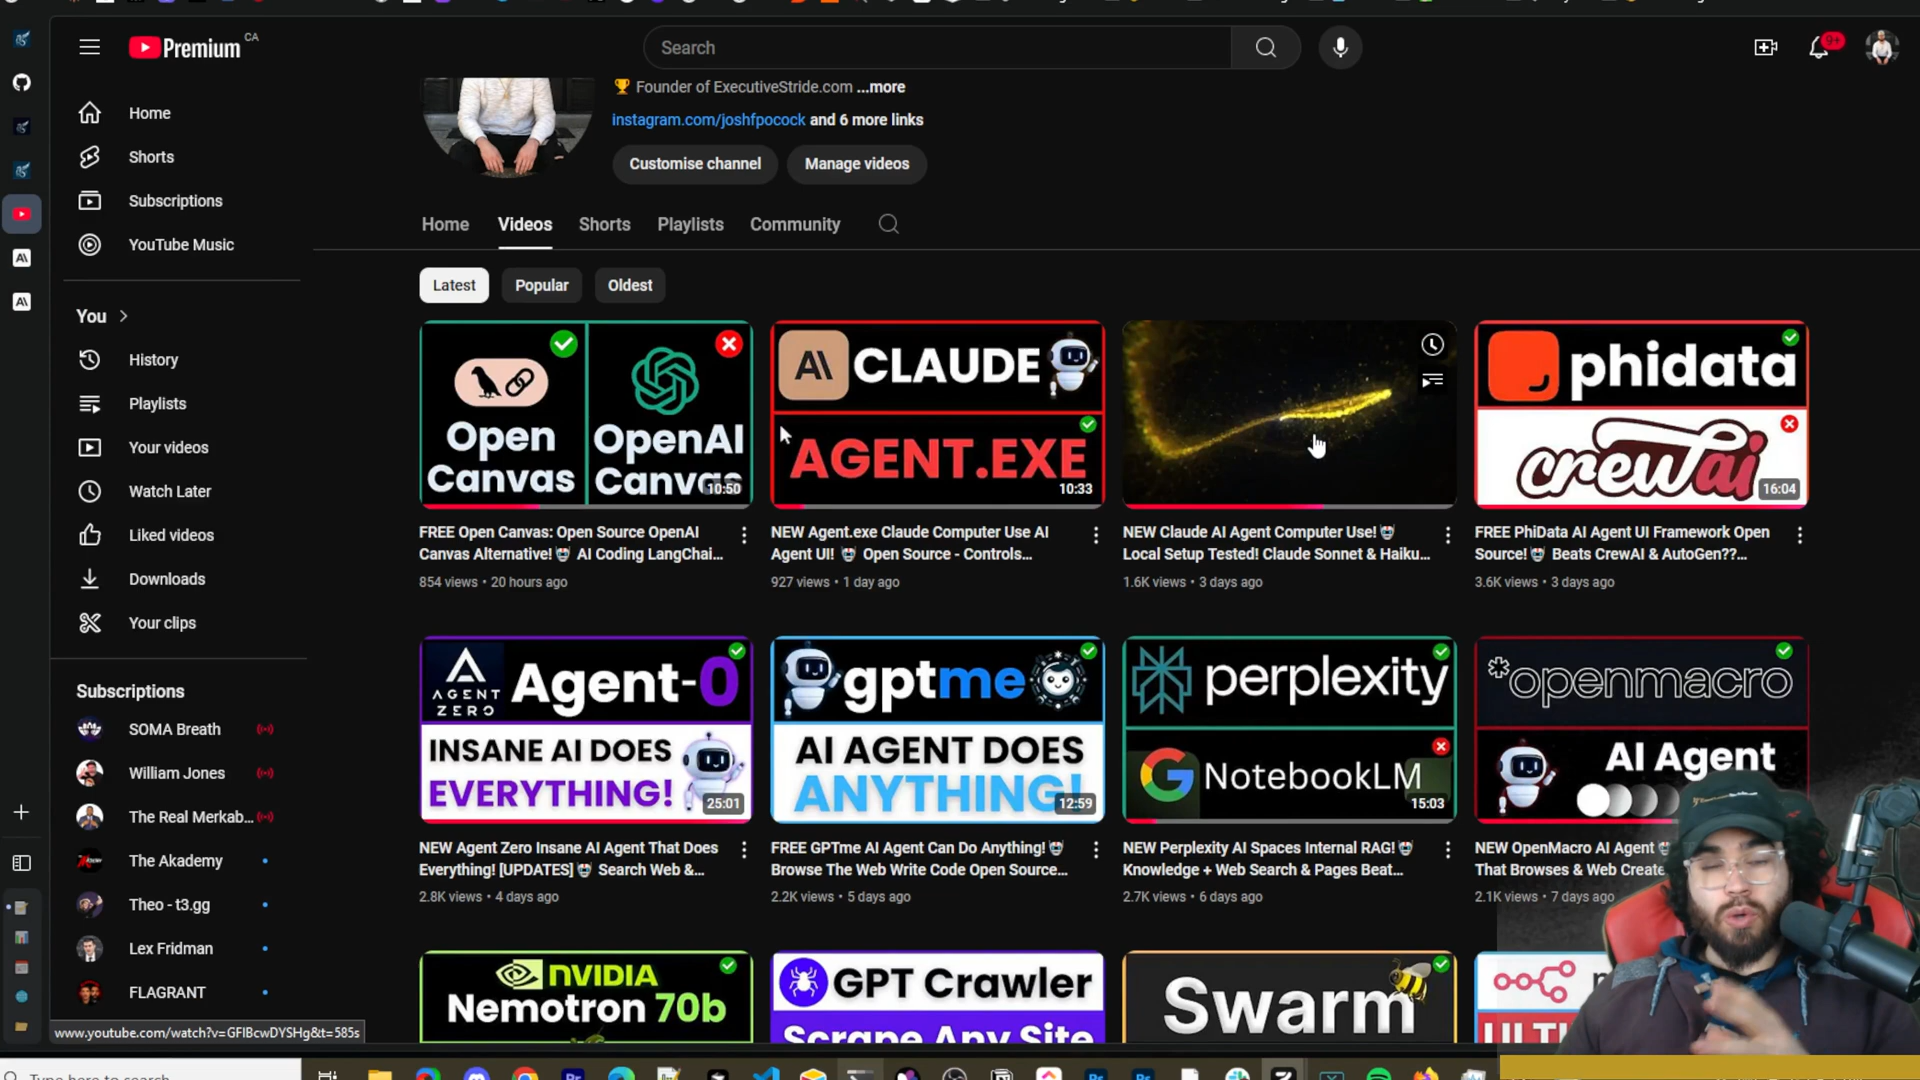 Premium CA
Search
9+
Home
Shorts
Subscriptions
YouTube Music
You
History
Playlists
Your videos
Watch Later
Liked videos
Downloads
Your clips
Subscriptions
SOMA Breath
William Jones
The Real Merkab...
The Akademy
Theo - t3.gg
Lex Fridman
FLAGRANT
🏆 Founder of ExecutiveStride.com ...more
instagram.com/joshfpocock and 6 more links
Customise channel
Manage videos
Home
Videos
Shorts
Playlists
Community
Latest
Popular
Oldest
Open
Canvas
OpenAI
Canvas
10:50
FREE Open Canvas: Open Source OpenAI
Canvas Alternative! 🤖 AI Coding LangChai...
854 views • 20 hours ago
A\ CLAUDE
AGENT.EXE
10:33
NEW Agent.exe Claude Computer Use AI
Agent UI! 🤖 Open Source - Controls...
927 views • 1 day ago
NEW Claude AI Agent Computer Use! 🤖
Local Setup Tested! Claude Sonnet & Haiku...
1.6K views • 3 days ago
phidata
crewai
16:04
FREE PhiData AI Agent UI Framework Open
Source! 🤖 Beats CrewAI & AutoGen??...
3.6K views • 3 days ago
AGENT
ZERO
Agent-0
INSANE AI DOES
EVERYTHING!
25:01
NEW Agent Zero Insane AI Agent That Does
Everything! [UPDATES] 🤖 Search Web &...
2.8K views • 4 days ago
gptme
AI AGENT DOES
ANYTHING!
12:59
FREE GPTme AI Agent Can Do Anything! 🤖
Browse The Web Write Code Open Source...
2.2K views • 5 days ago
perplexity
NotebookLM
15:03
NEW Perplexity AI Spaces Internal RAG! 🤖
Knowledge + Web Search & Pages Beat...
2.7K views • 6 days ago
*openmacro
AI Agent
NEW OpenMacro AI Agent
That Browses & Web Create
2.1K views • 7 days ago
NVIDIA
Nemotron 70b
GPT Crawler
Scrape Any Site
Swarm
www.youtube.com/watch?v=GFlBcwDYSHg&t=585s
Type here to search